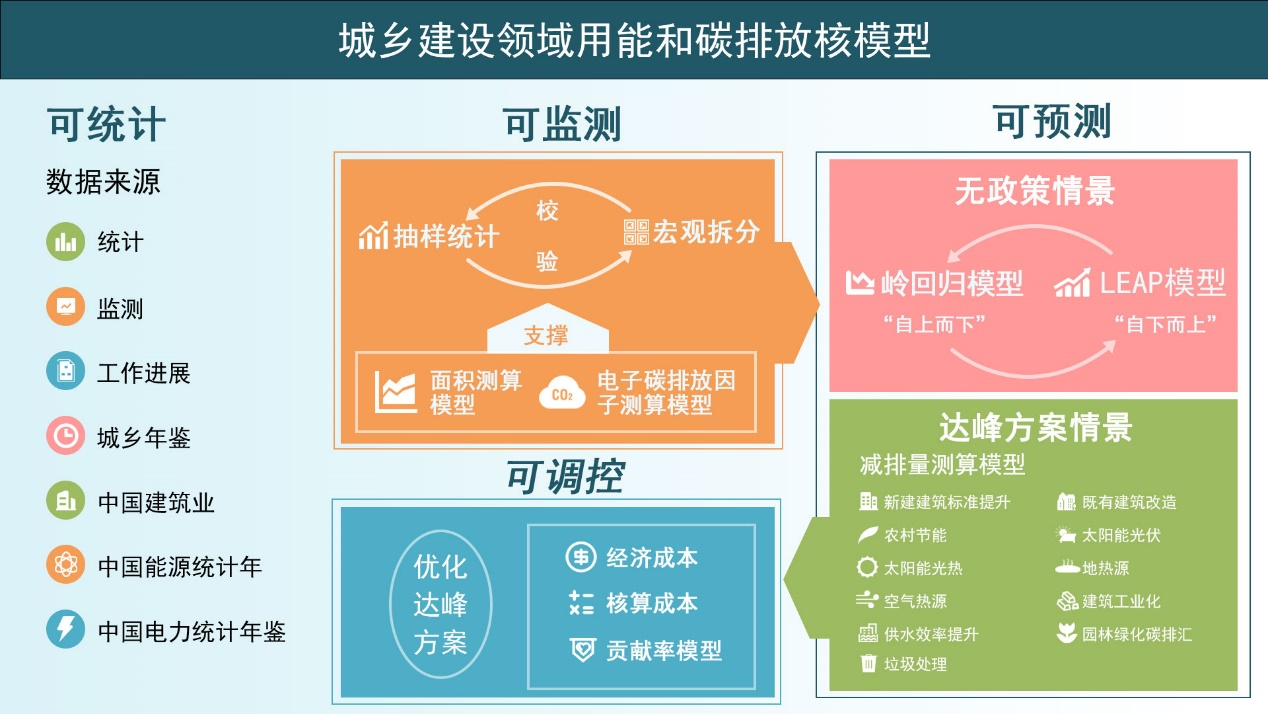 城乡建设领域用能和碳排放核模型
可统计
数据来源
统计
监测
工作进展
城乡年鉴
中国建筑业
中国能源统计年
中国电力统计年鉴
可监测
抽样统计
校
验
宏观拆分
支撑
面积测算
模型
CO₂
电子碳排放因
子测算模型
可调控
优化
达峰
方案
经济成本
核算成本
贡献率模型
可预测
无政策情景
岭回归模型
“自上而下”
LEAP模型
“自下而上”
达峰方案情景
减排量测算模型
新建建筑标准提升
既有建筑改造
农村节能
太阳能光伏
太阳能光热
地热源
空气热源
建筑工业化
供水效率提升
园林绿化碳排汇
垃圾处理